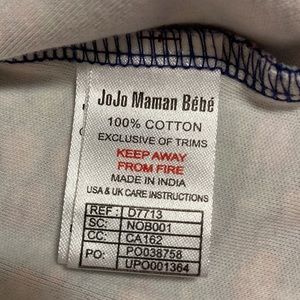 JoJo Maman Bébé
100% COTTON
EXCLUSIVE OF TRIMS
KEEP AWAY
FROM FIRE
MADE IN INDIA
USA & UK CARE INSTRUCTIONS
REF: D7713
SC: NOB001
CC: CA162
PO: PO038758
UPO001364